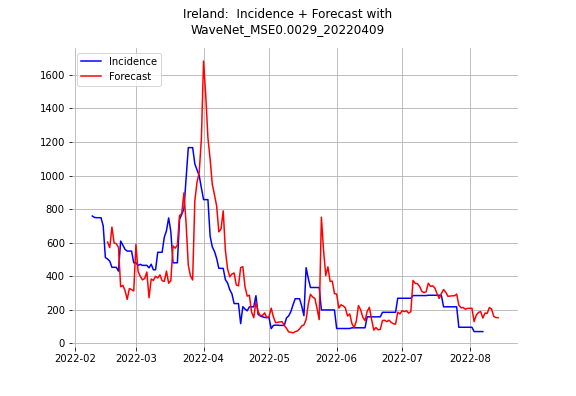 Ireland:  Incidence + Forecast with
WaveNet_MSE0.0029_20220409
Incidence
Forecast
1600
1400
1200
1000
800
600
400
200
0
2022-02 2022-03 2022-04 2022-05 2022-06 2022-07 2022-08